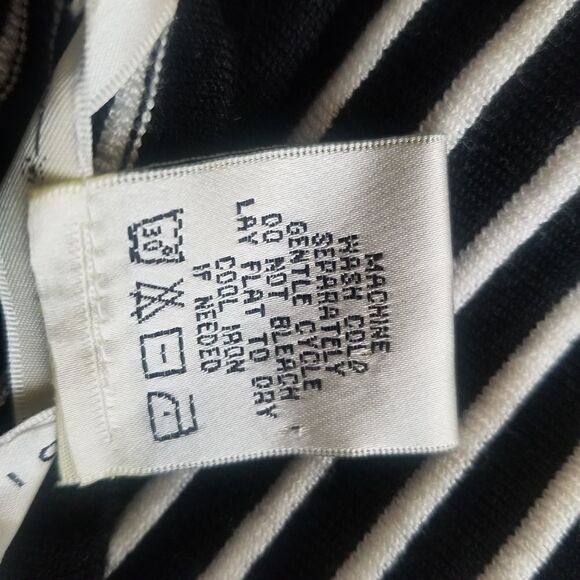 MACHINE
WASH COLD
SEPARATELY
GENTLE CYCLE
DO NOT BLEACH
LAY FLAT TO DRY
COOL IRON
IF NEEDED
30°